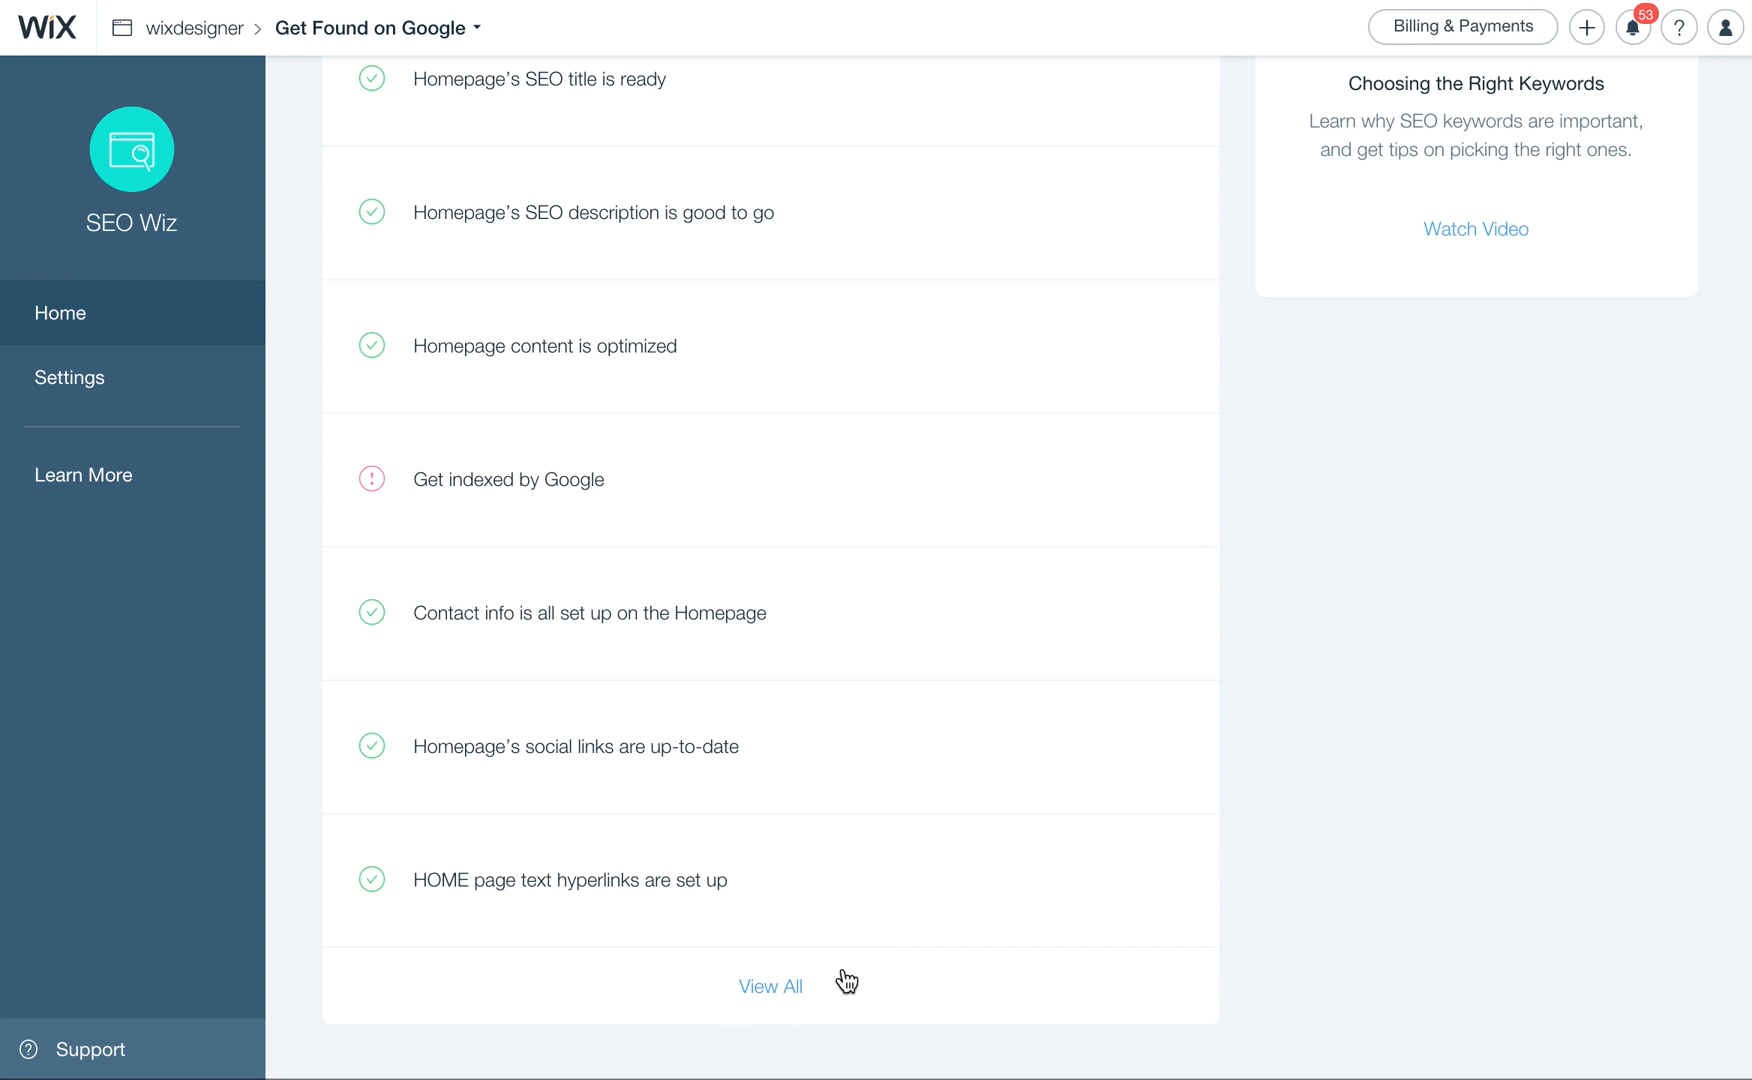 WiX
wixdesigner > Get Found on Google
Billing & Payments
+
53
?
SEO Wiz
Home
Settings
Learn More
? Support
Homepage's SEO title is ready
Homepage's SEO description is good to go
Homepage content is optimized
! Get indexed by Google
Contact info is all set up on the Homepage
Homepage's social links are up-to-date
HOME page text hyperlinks are set up
View All
Choosing the Right Keywords
Learn why SEO keywords are important,
and get tips on picking the right ones.
Watch Video